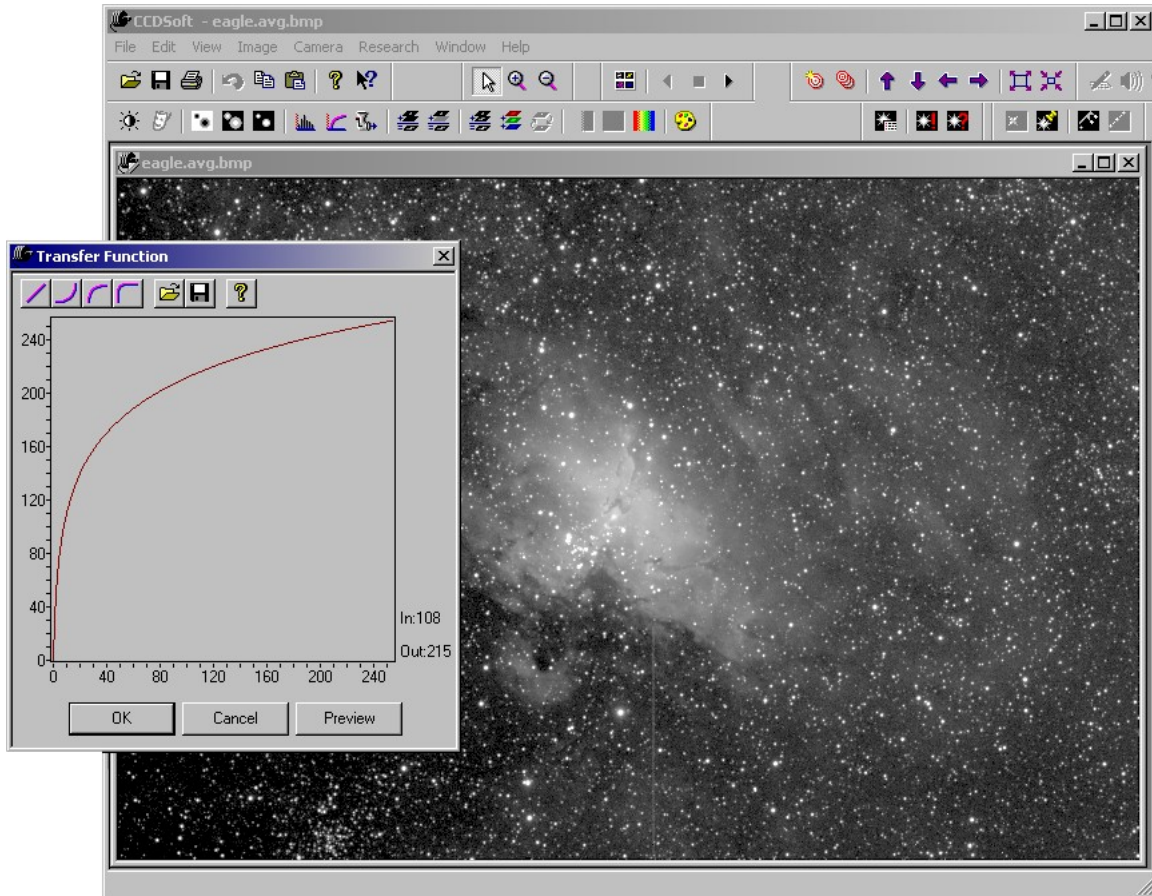 CCDSoft - eagle.avg.bmp
File Edit View Image Camera Research Window Help
eagle.avg.bmp
Transfer Function
240
200
160
120
80
40
0
0 40 80 120 160 200 240
In:108
Out:215
OK Cancel Preview